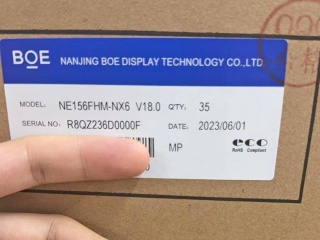 BOE NANJING BOE DISPLAY TECHNOLOGY CO.,LTD.
MODEL: NE156FHM-NX6 V18.0 Q'TY: 35
SERIAL NO: R8QZ236D0000F DATE: 2023/06/01
MP eco
RoHS Compliant